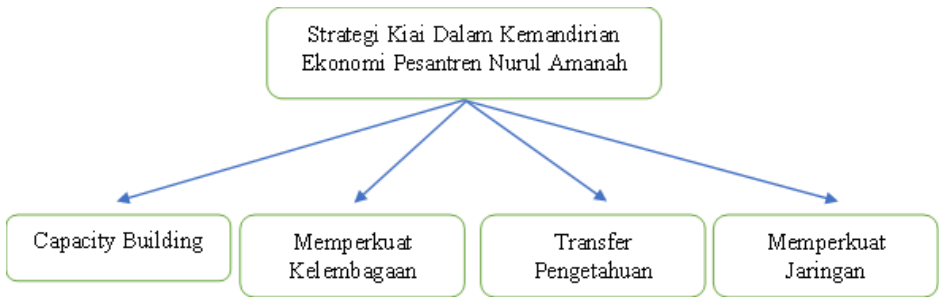 Strategi Kiai Dalam Kemandirian
Ekonomi Pesantren Nurul Amanah
Capacity Building
Memperkuat
Kelembagaan
Transfer
Pengetahuan
Memperkuat
Jaringan